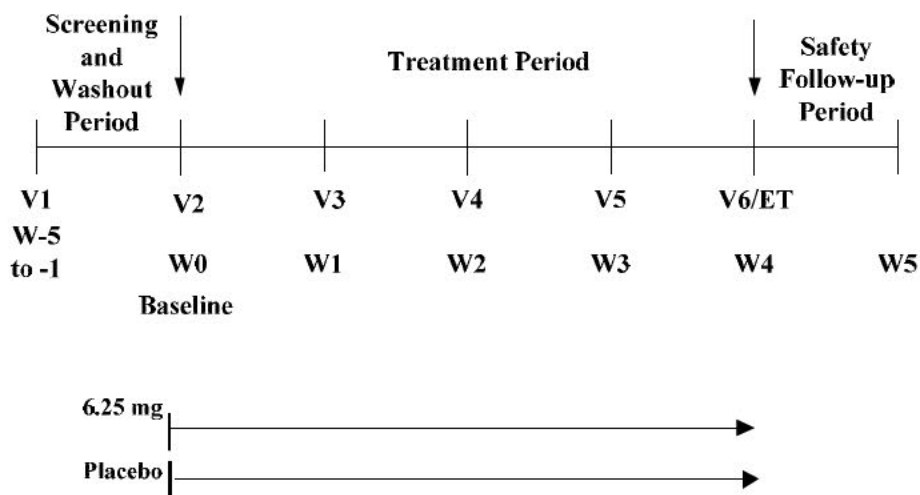 Screening
and
Washout
Period
Treatment Period
Safety
Follow-up
Period
V1 V2 V3 V4 V5 V6/ET
W-5
to -1 W0 W1 W2 W3 W4 W5
Baseline
6.25 mg
Placebo